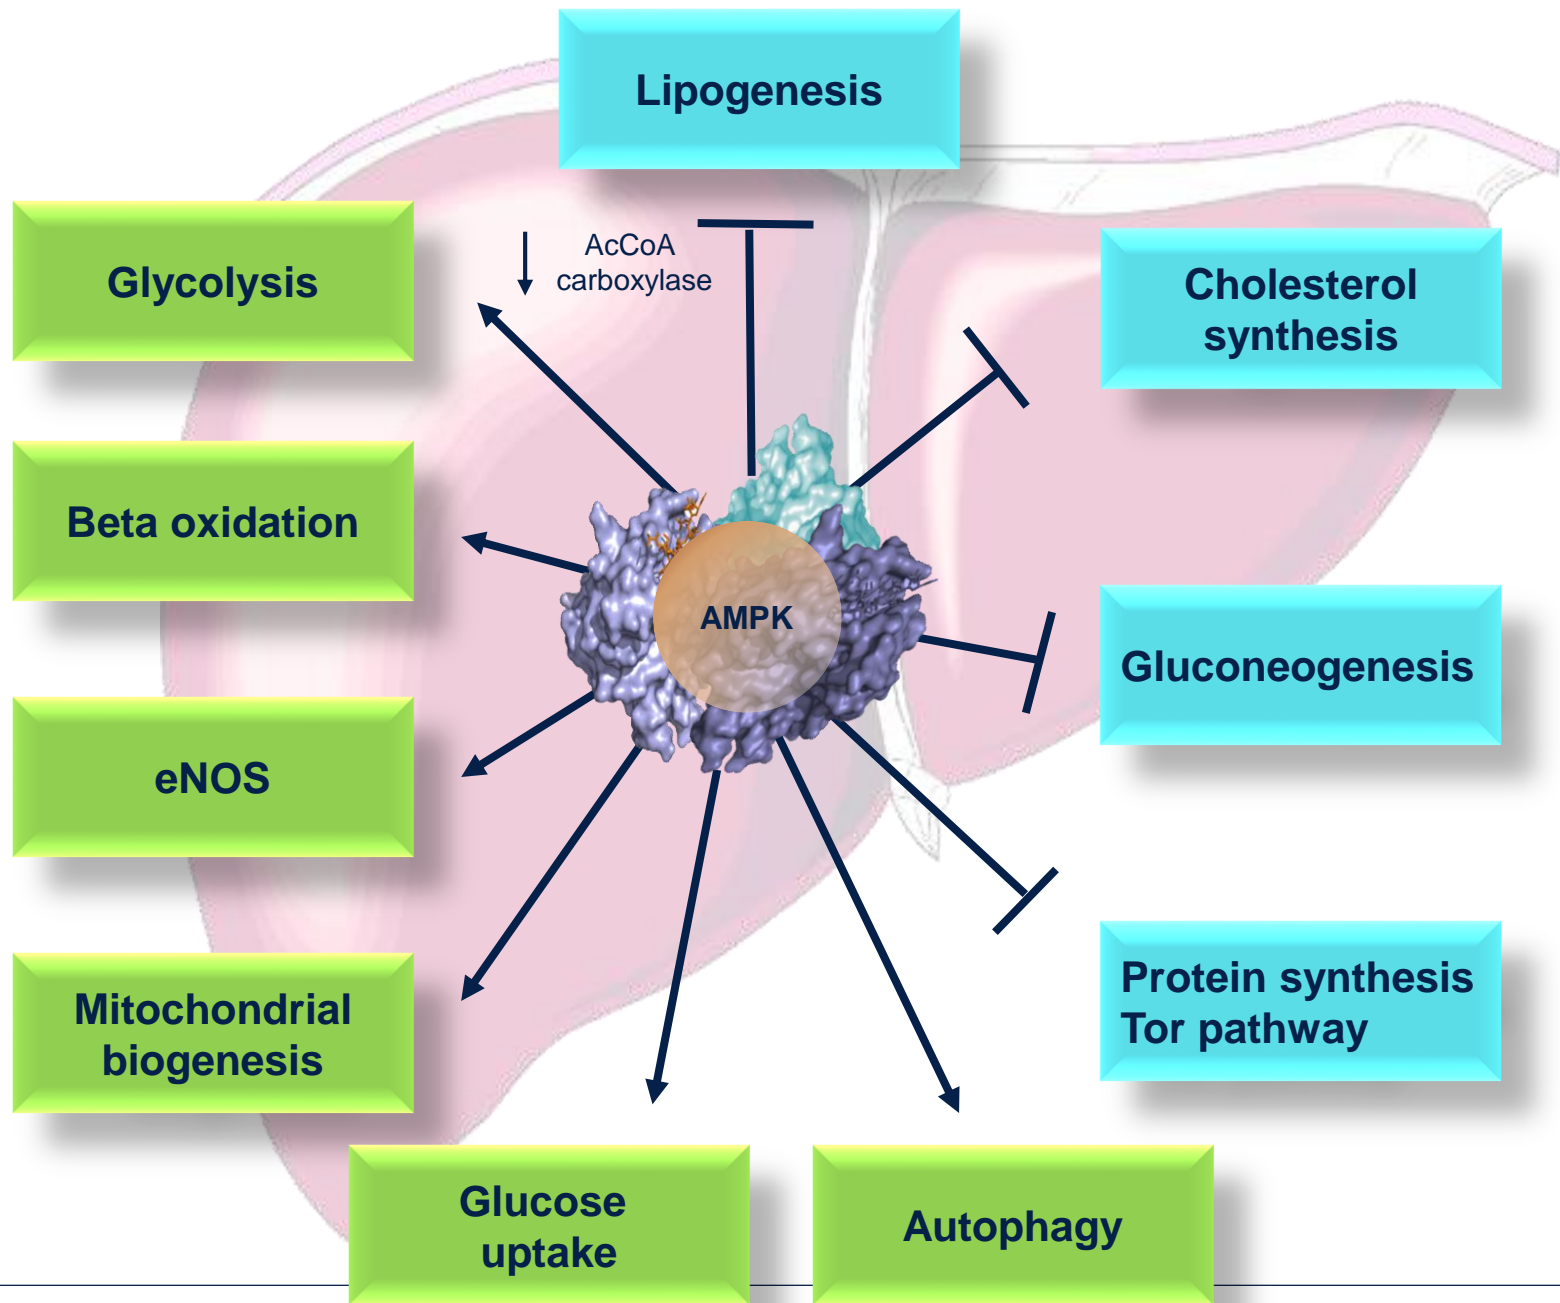 Lipogenesis
Glycolysis
AcCoA
carboxylase
Cholesterol
synthesis
Beta oxidation
AMPK
Gluconeogenesis
eNOS
Mitochondrial
biogenesis
Protein synthesis
Tor pathway
Glucose
uptake
Autophagy